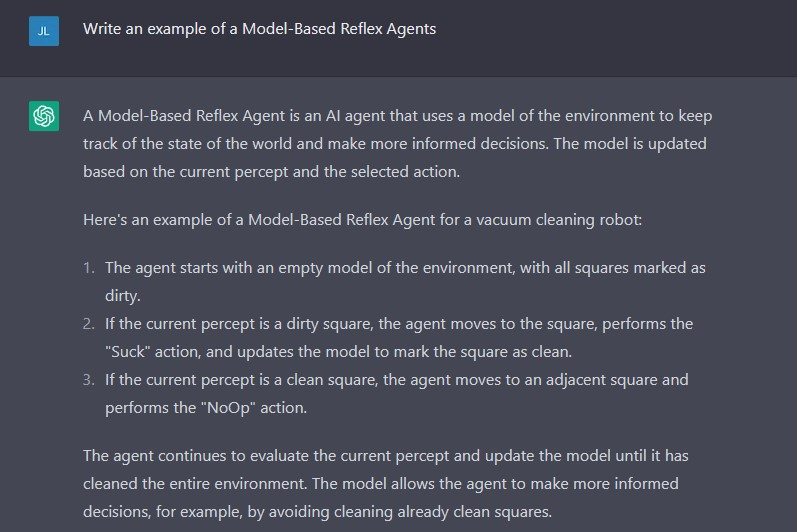 JL
Write an example of a Model-Based Reflex Agents
A Model-Based Reflex Agent is an AI agent that uses a model of the environment to keep
track of the state of the world and make more informed decisions. The model is updated
based on the current percept and the selected action.
Here's an example of a Model-Based Reflex Agent for a vacuum cleaning robot:
1. The agent starts with an empty model of the environment, with all squares marked as
dirty.
2. If the current percept is a dirty square, the agent moves to the square, performs the
"Suck" action, and updates the model to mark the square as clean.
3. If the current percept is a clean square, the agent moves to an adjacent square and
performs the "NoOp" action.
The agent continues to evaluate the current percept and update the model until it has
cleaned the entire environment. The model allows the agent to make more informed
decisions, for example, by avoiding cleaning already clean squares.